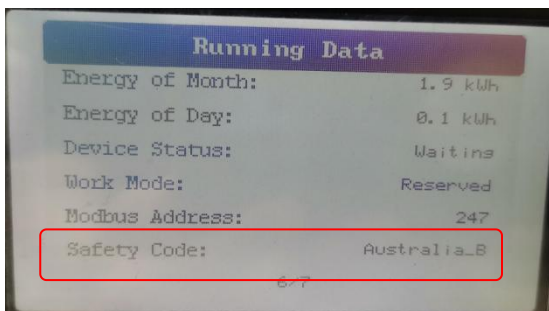 Running Data
Energy of Month: 1.9 kWh
Energy of Day: 0.1 kWh
Device Status: Waiting
Work Mode: Reserved
Modbus Address: 247
Safety Code: Australia_B
6/7